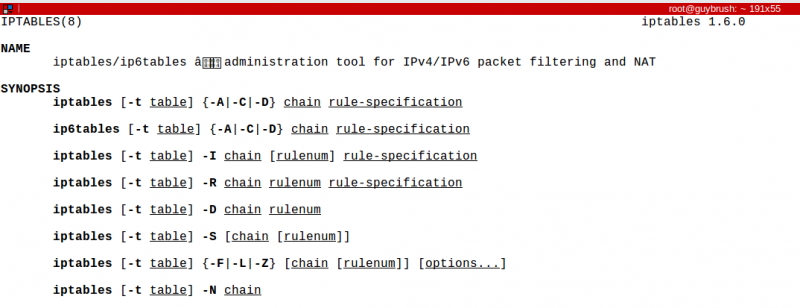 root@guybrush: ~ 191x55
IPTABLES(8) iptables 1.6.0
NAME
iptables/ip6tables â administration tool for IPv4/IPv6 packet filtering and NAT
SYNOPSIS
iptables [-t table] {-A|-C|-D} chain rule-specification
ip6tables [-t table] {-A|-C|-D} chain rule-specification
iptables [-t table] -I chain [rulenum] rule-specification
iptables [-t table] -R chain rulenum rule-specification
iptables [-t table] -D chain rulenum
iptables [-t table] -S [chain [rulenum]]
iptables [-t table] {-F|-L|-Z} [chain [rulenum]] [options...]
iptables [-t table] -N chain